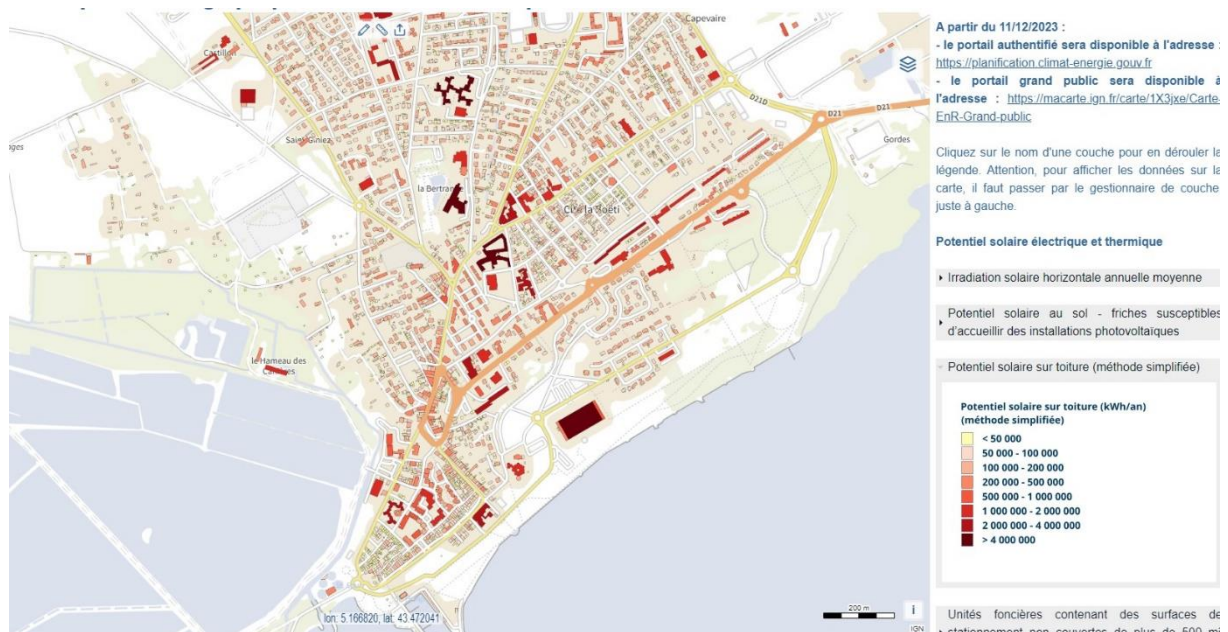 Capevaire
Castillon
D21D
D21
Gordes
Saint-Giniez
la Bertranne
le Hameau des
lon: 5.166820, lat: 43.472041
200 m
i
IGN
A partir du 11/12/2023 :
- le portail authentifié sera disponible à l'adresse :
https://planification.climat-energie.gouv.fr
- le portail grand public sera disponible à
l'adresse : https://macarte.ign.fr/carte/1X3jxe/Carte-
EnR-Grand-public
Cliquez sur le nom d'une couche pour en dérouler la
légende. Attention, pour afficher les données sur la
carte, il faut passer par le gestionnaire de couche
juste à gauche.
Potentiel solaire électrique et thermique
Irradiation solaire horizontale annuelle moyenne
Potentiel solaire au sol - friches susceptibles
d'accueillir des installations photovoltaïques
Potentiel solaire sur toiture (méthode simplifiée)
Potentiel solaire sur toiture (kWh/an)
(méthode simplifiée)
< 50 000
50 000 - 100 000
100 000 - 200 000
200 000 - 500 000
500 000 - 1 000 000
1 000 000 - 2 000 000
2 000 000 - 4 000 000
> 4 000 000
Unités foncières contenant des surfaces de
stationnement non couvertes de plus de 500 m²